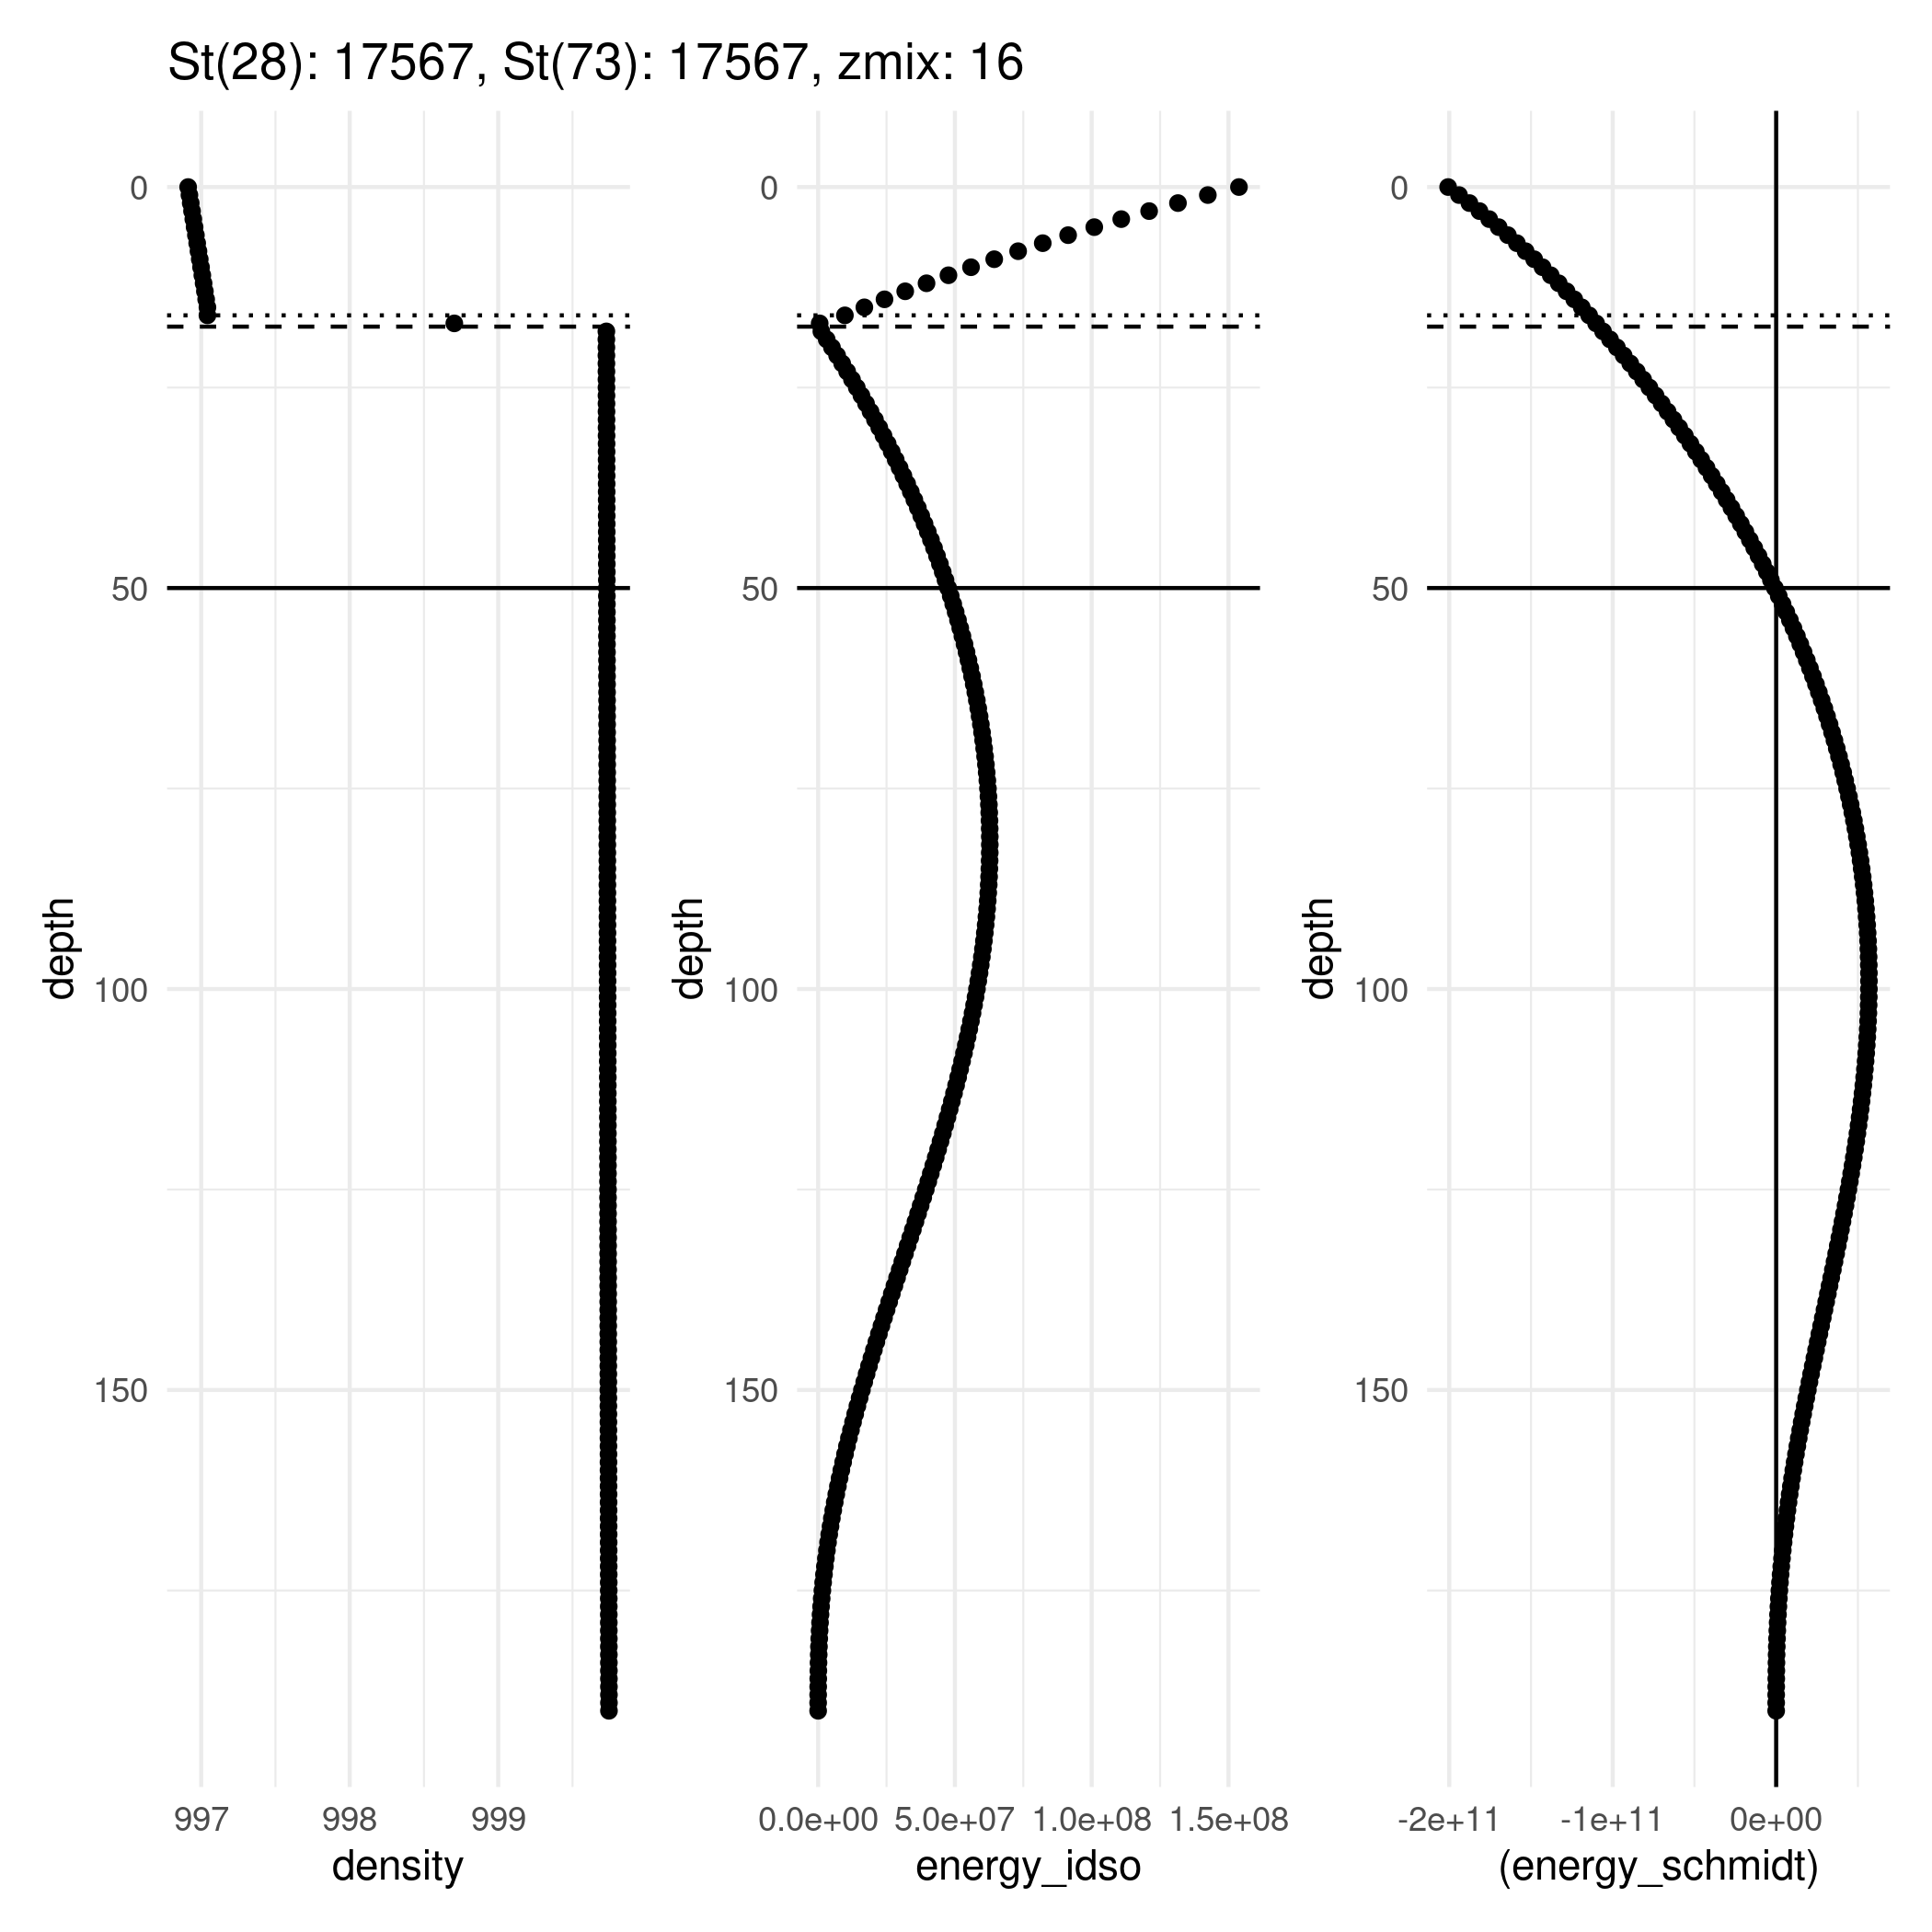 St(28): 17567, St(73): 17567, zmix: 16
0
50
100
150
depth
997
998
999
density
0
50
100
150
depth
0.0e+00
5.0e+07
1.0e+08
1.5e+08
energy_idso
0
50
100
150
depth
-2e+11
-1e+11
0e+00
(energy_schmidt)